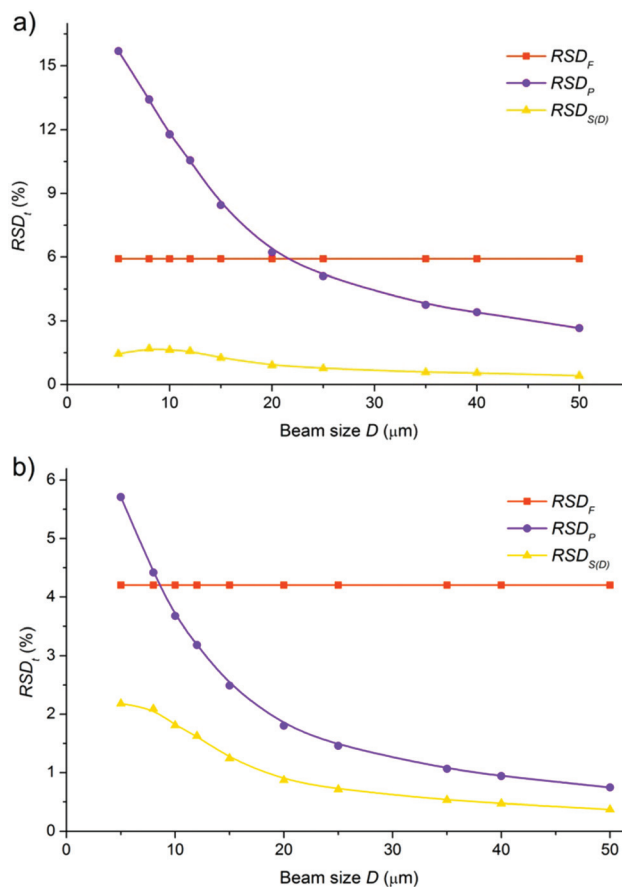 a)
15
12
9
6
3
0
RSD_t (%)
RSD_F
RSD_P
RSD_S(D)
0 10 20 30 40 50
Beam size D (μm)
b)
6
5
4
3
2
1
0
RSD_t (%)
RSD_F
RSD_P
RSD_S(D)
0 10 20 30 40 50
Beam size D (μm)